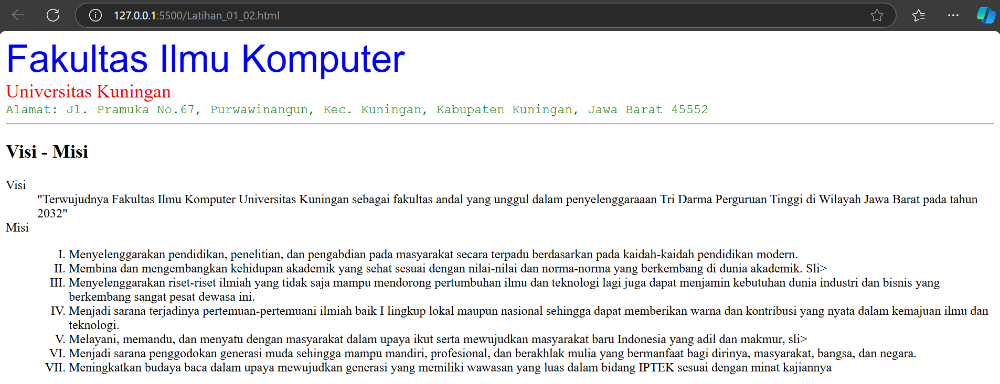 127.0.0.1:5500/Latihan_01_02.html
Fakultas Ilmu Komputer
Universitas Kuningan
Alamat: Jl. Pramuka No.67, Purwawinangun, Kec. Kuningan, Kabupaten Kuningan, Jawa Barat 45552
Visi - Misi
Visi
"Terwujudnya Fakultas Ilmu Komputer Universitas Kuningan sebagai fakultas andal yang unggul dalam penyelenggaraaan Tri Darma Perguruan Tinggi di Wilayah Jawa Barat pada tahun
2032"
Misi
I. Menyelenggarakan pendidikan, penelitian, dan pengabdian pada masyarakat secara terpadu berdasarkan pada kaidah-kaidah pendidikan modern.
II. Membina dan mengembangkan kehidupan akademik yang sehat sesuai dengan nilai-nilai dan norma-norma yang berkembang di dunia akademik. Sli>
III. Menyelenggarakan riset-riset ilmiah yang tidak saja mampu mendorong pertumbuhan ilmu dan teknologi lagi juga dapat menjamin kebutuhan dunia industri dan bisnis yang
berkembang sangat pesat dewasa ini.
IV. Menjadi sarana terjadinya pertemuan-pertemuani ilmiah baik I lingkup lokal maupun nasional sehingga dapat memberikan warna dan kontribusi yang nyata dalam kemajuan ilmu dan
teknologi.
V. Melayani, memandu, dan menyatu dengan masyarakat dalam upaya ikut serta mewujudkan masyarakat baru Indonesia yang adil dan makmur, sli>
VI. Menjadi sarana penggodokan generasi muda sehingga mampu mandiri, profesional, dan berakhlak mulia yang bermanfaat bagi dirinya, masyarakat, bangsa, dan negara.
VII. Meningkatkan budaya baca dalam upaya mewujudkan generasi yang memiliki wawasan yang luas dalam bidang IPTEK sesuai dengan minat kajiannya